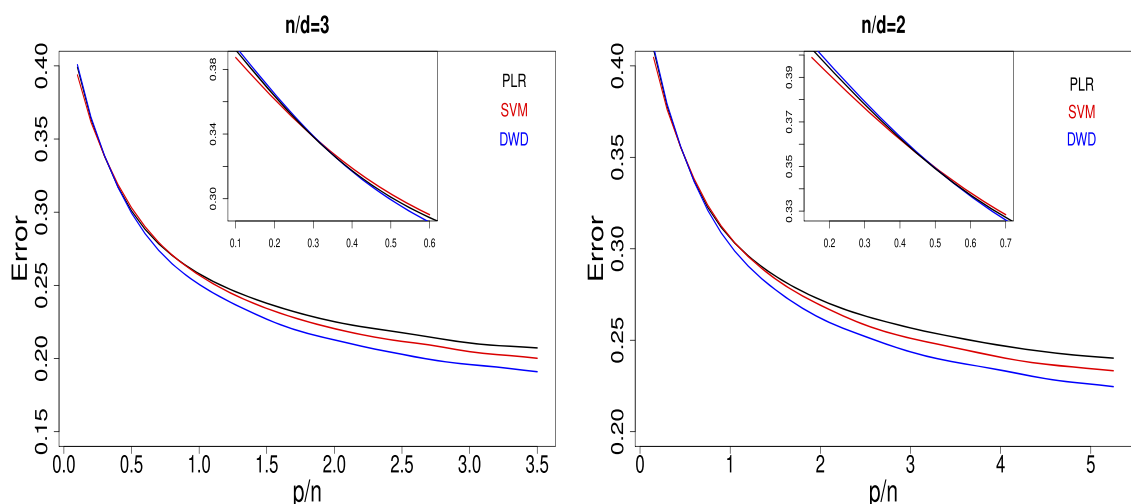 n/d=3
0.40
0.35
0.30
0.25
0.20
0.15
Error
0.38
0.34
0.30
0.1 0.2 0.3 0.4 0.5 0.6
PLR
SVM
DWD
0.0 0.5 1.0 1.5 2.0 2.5 3.0 3.5
p/n
n/d=2
0.40
0.35
0.30
0.25
0.20
Error
0.39
0.37
0.35
0.33
0.2 0.3 0.4 0.5 0.6 0.7
PLR
SVM
DWD
0 1 2 3 4 5
p/n